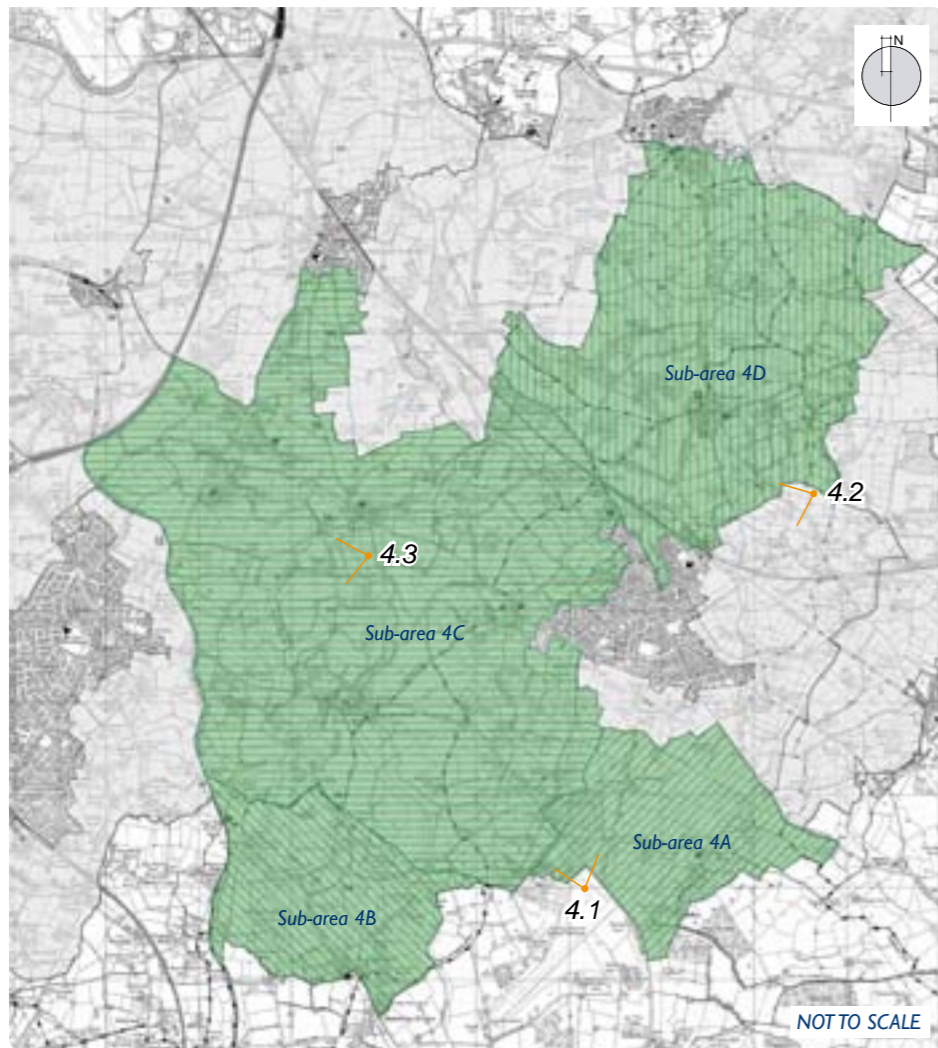 N
Sub-area 4D
4.2
4.3
Sub-area 4C
Sub-area 4A
4.1
Sub-area 4B
NOT TO SCALE